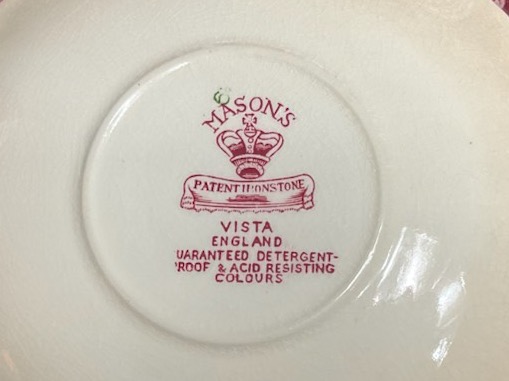 MASON'S
PATENT IRONSTONE
VISTA
ENGLAND
UARANTEED DETERGENT-
ROOF & ACID RESISTING
COLOURS